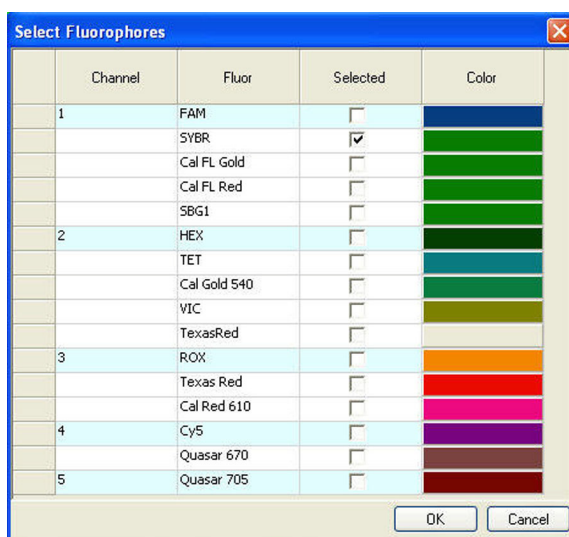 Select Fluorophores
Channel Fluor Selected Color
1 FAM
SYBR
Cal FL Gold
Cal FL Red
SBG1
2 HEX
TET
Cal Gold 540
VIC
TexasRed
3 ROX
Texas Red
Cal Red 610
4 Cy5
Quasar 670
5 Quasar 705
OK Cancel